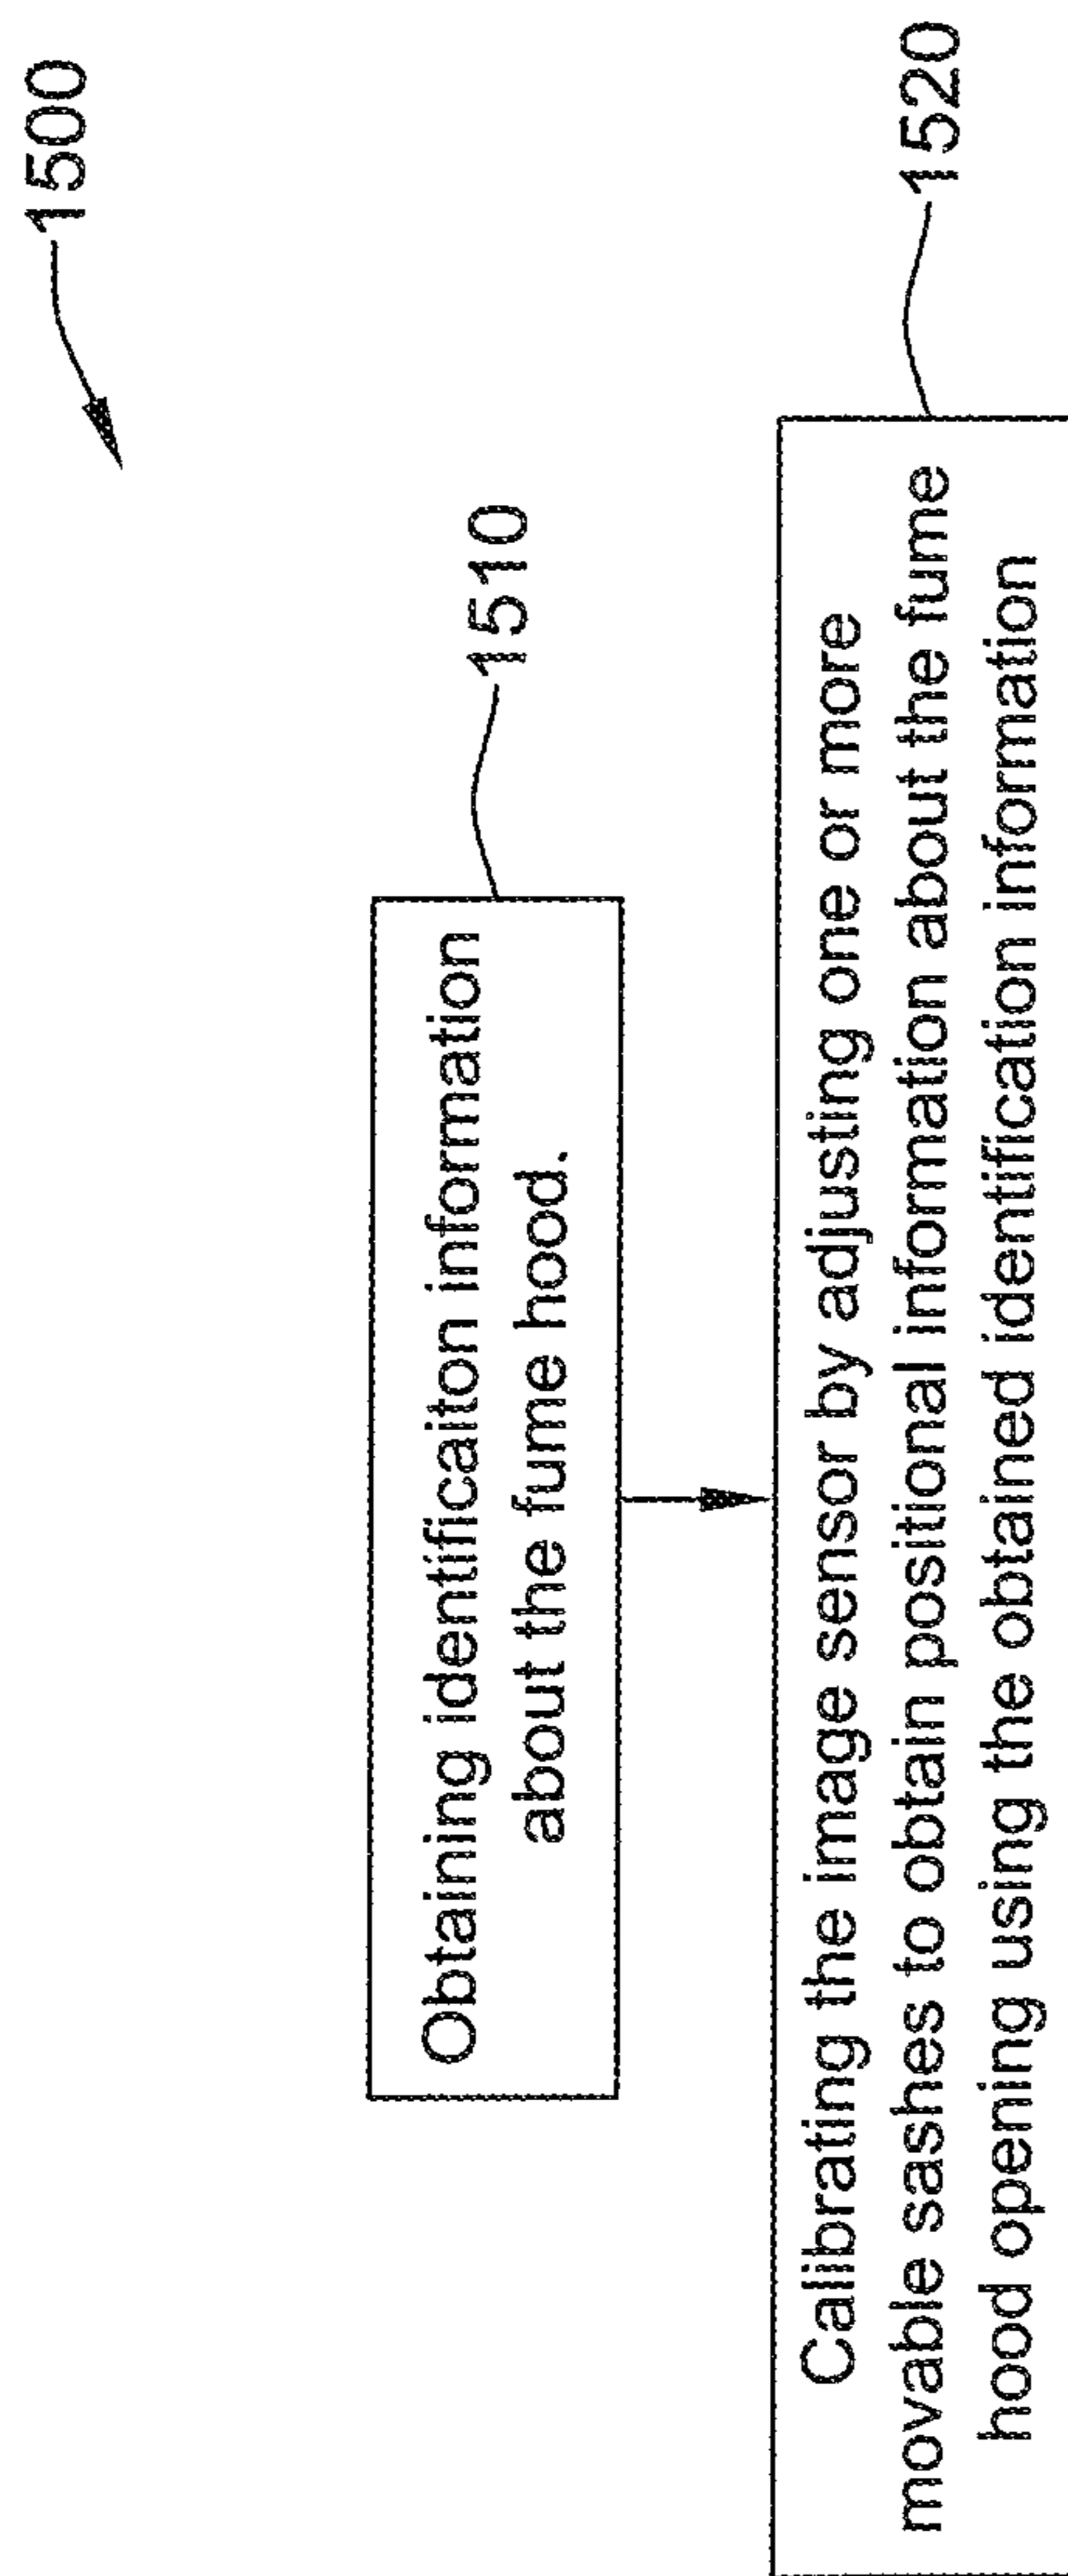 1500
Obtaining identificaiton information
about the fume hood.
1510
Calibrating the image sensor by adjusting one or more
movable sashes to obtain positional information about the fume
hood opening using the obtained identification information
1520